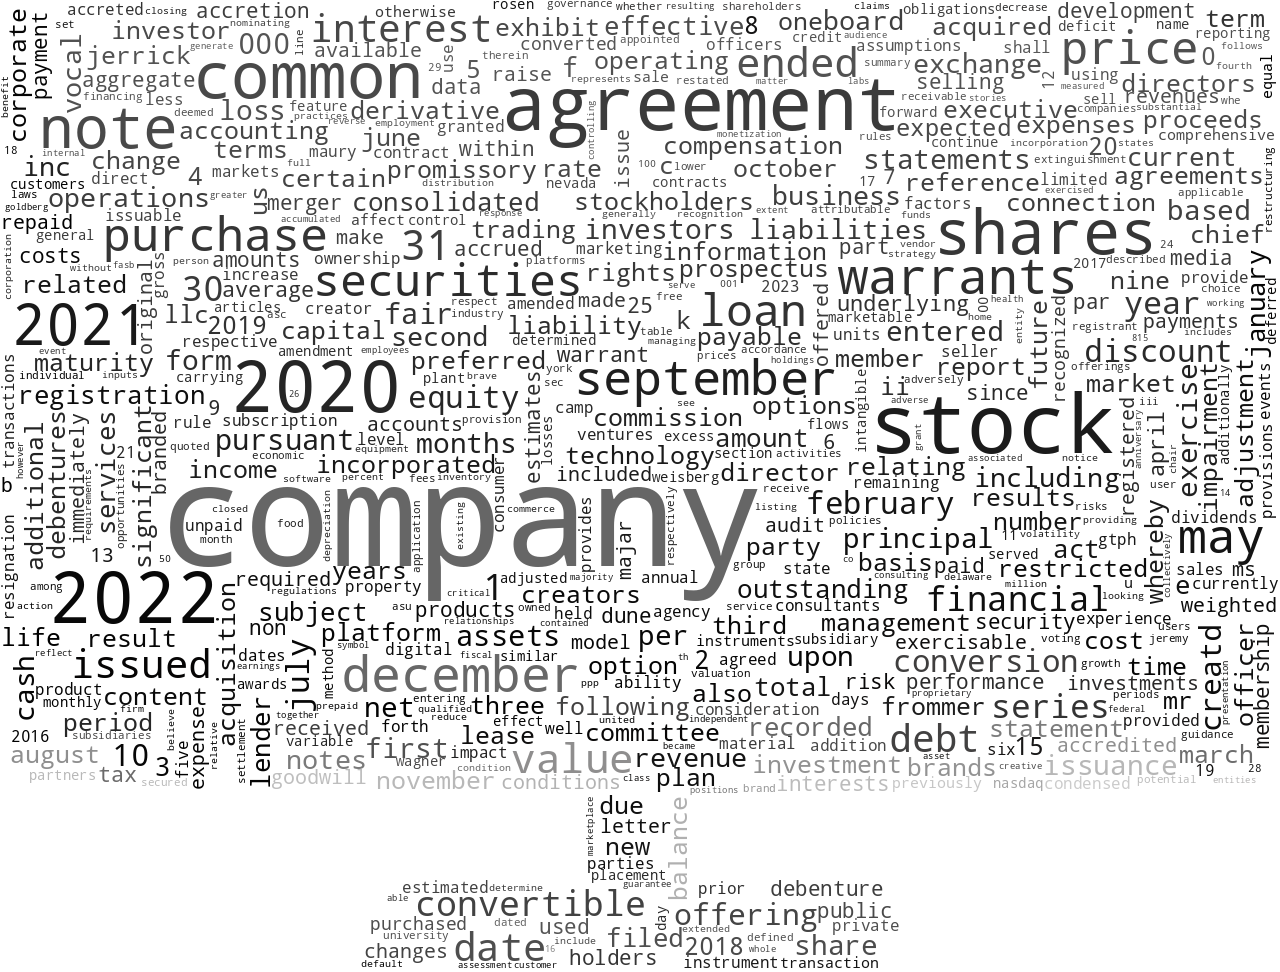 accreted closing accretion otherwise rosen governance whether resulting shareholders claims obligations decrease development name
corporate payment set vocal investor nominating 000 line interest exhibit effective 8 oneboard acquired term reporting
benefit jerrick generate available use converted appointed officers credit audience assumptions shall deficit price 0 follows fourth equal
aggregate common 29 5 therein raise f operating ended summary exchange 12 using directors
financing less data represents sale restated matter labs selling measured
note deemed loss feature practices derivative agreement receivable stories executive sell revenues companies substantial whe
18 internal accounting reverse employment june granted controlling monetization forward expected expenses proceeds
inc change terms maury contract within issue compensation rules continue incorporation 20 states comprehensive
customers direct 4 markets full certain promissory rate 100 c lower october statements extinguishment current restructuring
laws goldberg operations greater us distribution nevada contracts 17 7 reference limited exercised agreements applicable
repaid issuable merger consolidated stockholders business factors connection based
general purchase accumulated affect control response generally recognition extent attributable funds shares chief
corporation costs without fasb person make 31 trading investors liabilities vendor strategy 24
related amounts ownership accrued platforms marketing information part warrants 2017 described media
original gross 30 increase average securities rights prospectus serve 001 2023 nine provide choice january deferred
2021 llc articles asc creator fair respect industry amended made 25 free loan offered underlying home 00 health par year working
2019 respective capital second liability determined table managing k payable marketable units entered entity future recognized registrant payments includes
event maturity form amendment employees preferred warrant york prices accordance holdings member seller 815 discount
transactions individual inputs carrying 2020 26 plant brave sec september adversely report offerings market
registration 9 equity estimates camp see options intangible ii adverse since exercise impairment adjustment
however rule subscription accounts provision losses commission flows stock grant registered anniversary iii additionally provisions events
additional debentures immediately services 21 significant branded quoted pursuant level equipment months ventures excess amount 6 april chair
b requirements opportunities economic technology section activities associated notice
income software incorporated percent fees inventory consumer included weisberg director relating remaining including user 14
company receive february results risks
resignation closed unpaid food depreciation application existing commerce provides majar respectively listing policies number providing dividends
13 50 month audit principal 11 volatility gtph whereby collectively may
among required years group party state co basis paid served act
action 2022 regulations property critical 1 adjusted majority annual consulting delaware million restricted u e sales ms currently
acquisition asu products relationships owned creators outstanding financial looking weighted
subject contained held dune agency service consultants
life result non platform assets model per third management security experience
reflect dates symbol digital fiscal similar instruments subsidiary exercisable voting cost jeremy users
cash issued earnings july method december option th 2 agreed upon conversion growth time
product awards ppp ability valuation risk performance investments creatd officer membership presentation
monthly content prepaid entering qualified net three following also total proprietary series periods mr
2016 firm period believe expense together received forth reduce effect well consideration days frommer federal provided
subsidiaries relative settlement lender variable lease united committee independent recorded statement guidance
august 10 five first impact value became material addition debt six 15 accredited march
3 notes wagner revenue asset
partners tax secured goodwill november condition conditions class plan investment brands creative issuance 19 28
positions brand interests previously nasdaq condensed potential entities
due
marketplace letter balance
new
parties
placement
estimated determine guarantee prior debenture
able convertible day offering public
purchased dated used extended private
university include filed defined
changes date 16 2018 whole share
default assessment customer holders instrument transaction